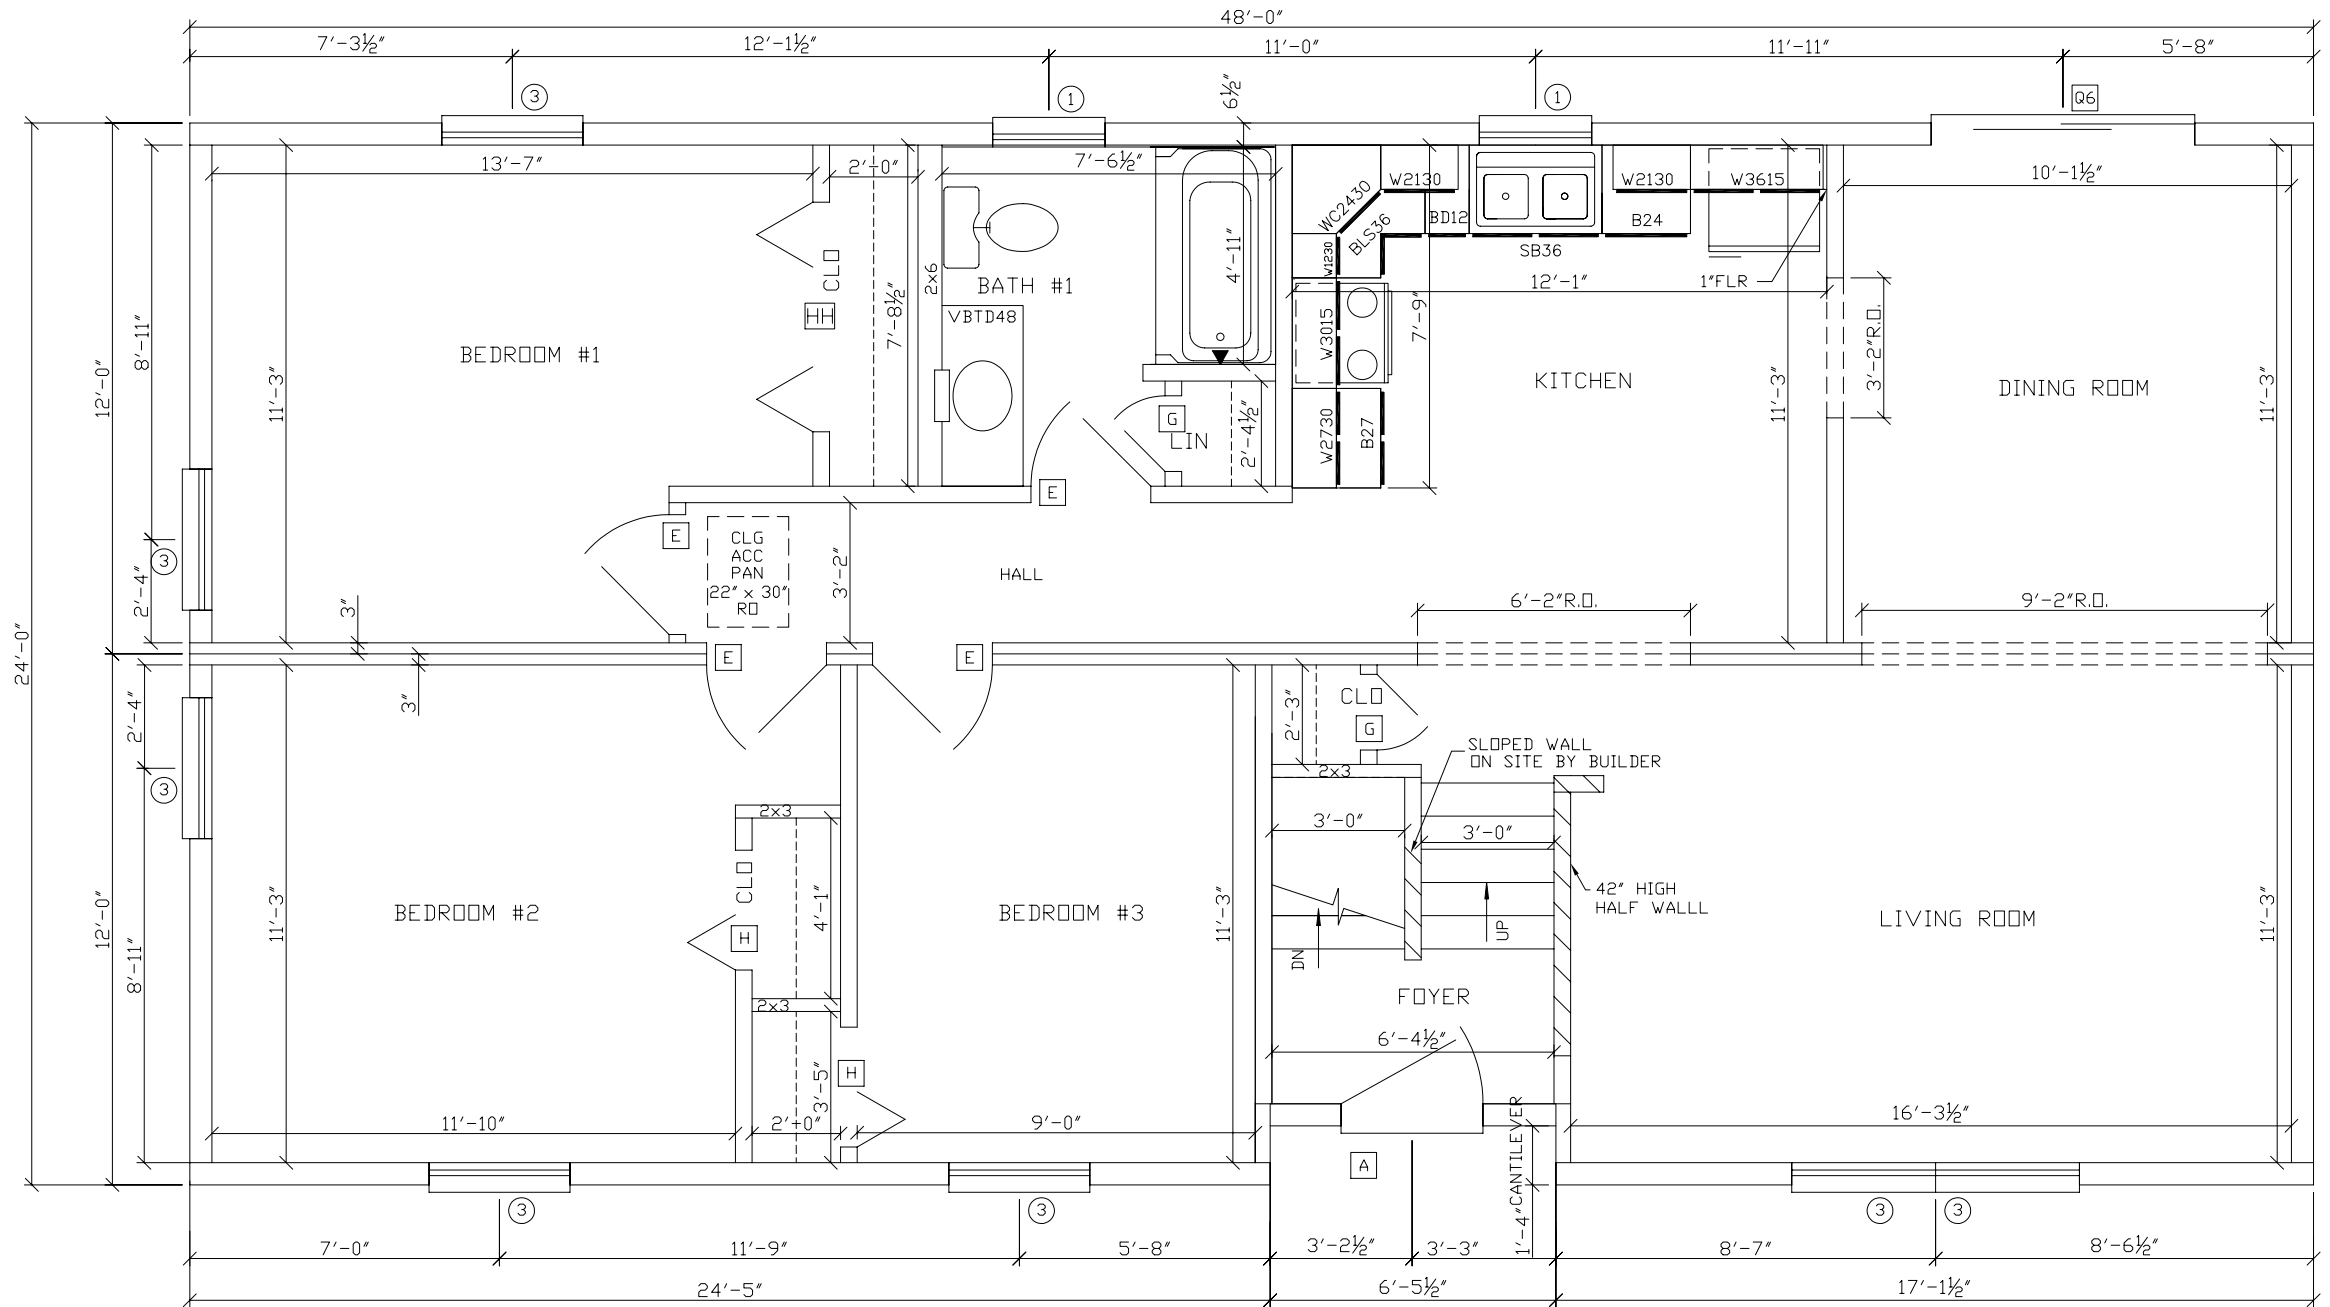 48'-0"
7'-3½"
12'-1½"
11'-0"
11'-11"
5'-8"
3
1
6½"
1
Q6
13'-7"
2'-0"
7'-6½"
W2130
W2130
W3615
10'-1½"
WC2430
BLS36
BD12
B24
SB36
W1230
4'-11"
CLO
2x6
BATH #1
1"FLR
12'-1"
HH
VBTD48
7'-8½"
W3015
7'-9"
3'-2"R.O.
8'-11"
BEDROOM #1
12'-0"
11'-3"
KITCHEN
11'-3"
DINING ROOM
11'-3"
G
LIN
2'-4½"
W2730
B27
E
E
3
2'-4"
CLG
ACC
PAN
22" x 30"
RO
3'-2"
HALL
3"
6'-2"R.O.
9'-2"R.O.
24'-0"
E
E
3"
2'-4"
3
2'-3"
CLO
G
SLOPED WALL
ON SITE BY BUILDER
2x3
2x3
3'-0"
3'-0"
CLO
42" HIGH
HALF WALLL
4'-1"
12'-0"
11'-3"
BEDROOM #2
H
BEDROOM #3
11'-3"
DN
UP
LIVING ROOM
11'-3"
8'-11"
2x3
FOYER
6'-4½"
H
3'-5"
11'-10"
2'-0"
9'-0"
16'-3½"
A
1'-4"CANTILEVER
3
3
3
3
7'-0"
11'-9"
5'-8"
3'-2½"
3'-3"
8'-7"
8'-6½"
24'-5"
6'-5½"
17'-1½"